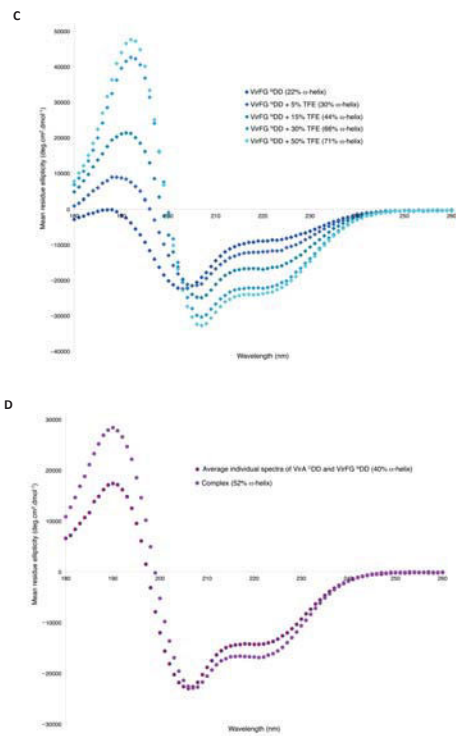 C
50000
40000
30000
20000
10000
0
−10000
−20000
−30000
−40000
Mean residue ellipticity (deg.cm².dmol⁻¹)
VirFG ᴺDD (22% α-helix)
VirFG ᴺDD + 5% TFE (30% α-helix)
VirFG ᴺDD + 15% TFE (44% α-helix)
VirFG ᴺDD + 30% TFE (66% α-helix)
VirFG ᴺDD + 50% TFE (71% α-helix)
190 200 210 220 230 240 250 260
Wavelength (nm)
D
30000
20000
10000
0
−10000
−20000
−30000
Mean residue ellipticity (deg.cm².dmol⁻¹)
Average individual spectra of VirA ᶜDD and VirFG ᴺDD (40% α-helix)
Complex (52% α-helix)
180 190 200 210 220 230 240 250 260
Wavelength (nm)